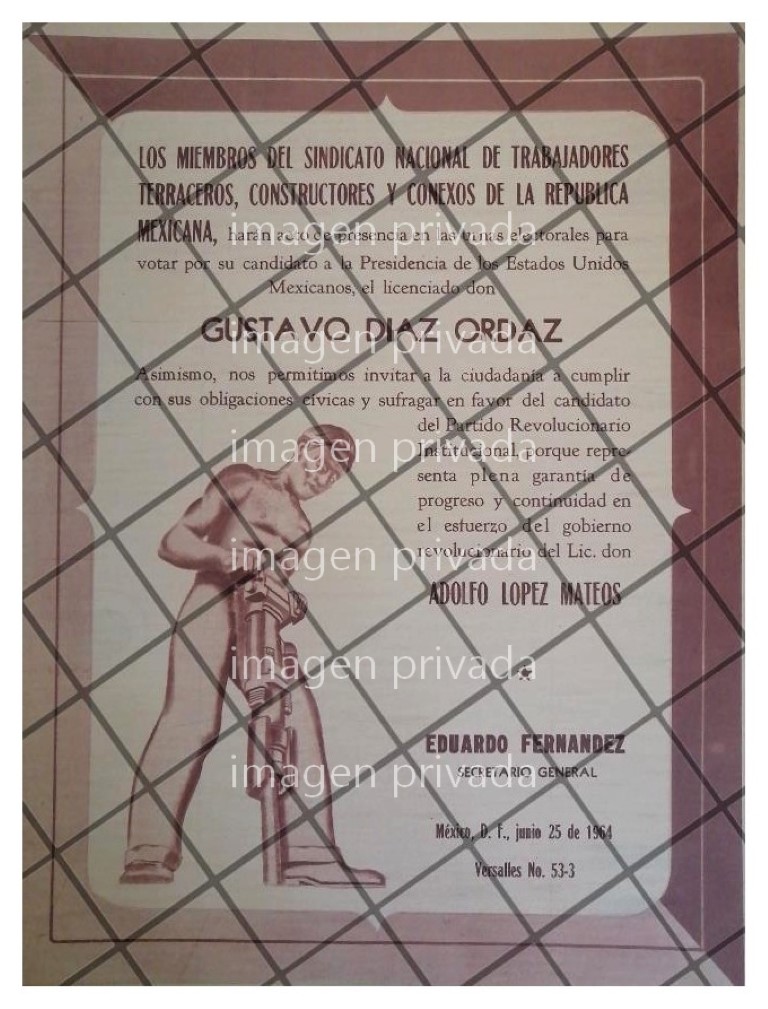 LOS MIEMBROS DEL SINDICATO NACIONAL DE TRABAJADORES
TERRACEROS, CONSTRUCTORES Y CONEXOS DE LA REPUBLICA
MEXICANA, harán acto de presencia en las urnas electorales para
imagen privada
votar por su candidato a la Presidencia de los Estados Unidos
Mexicanos, el licenciado don
GUSTAVO DIAZ ORDAZ
imagen privada
Asimismo, nos permitimos invitar a la ciudadanía a cumplir
con sus obligaciones cívicas y sufragar en favor del candidato
del Partido Revolucionario
Institucional, porque repre-
imagen privada
senta plena garantía de
progreso y continuidad en
el esfuerzo del gobierno
revolucionario del Lic. don
imagen privada
ADOLFO LOPEZ MATEOS
imagen privada
EDUARDO FERNANDEZ
SECRETARIO GENERAL
imagen privada
México, D. F., junio 25 de 1964
Versalles No. 53-3